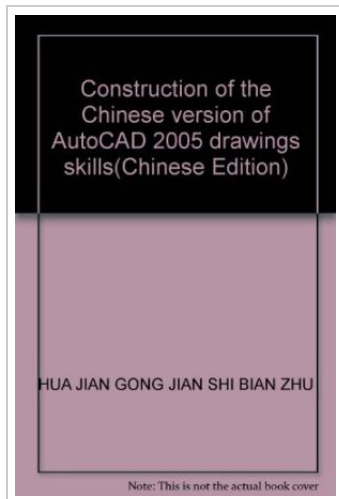 Construction of the
Chinese version of
AutoCAD 2005 drawings
skills(Chinese Edition)
HUA JIAN GONG JIAN SHI BIAN ZHU
Note: This is not the actual book cover